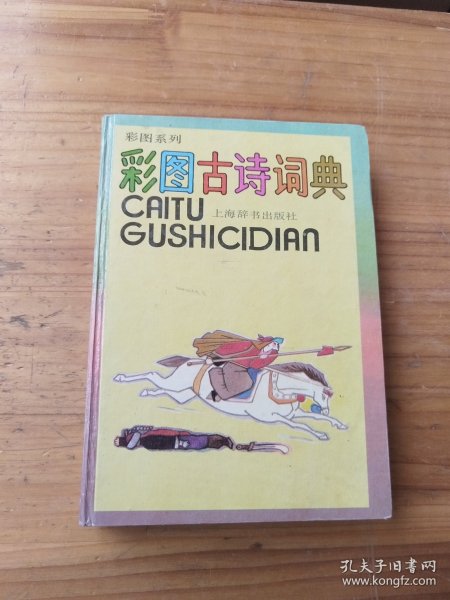 彩图系列
彩图古诗词典
CAITU
上海辞书出版社
GUSHICIDIAN
孔夫子旧书网
www.kongfz.com